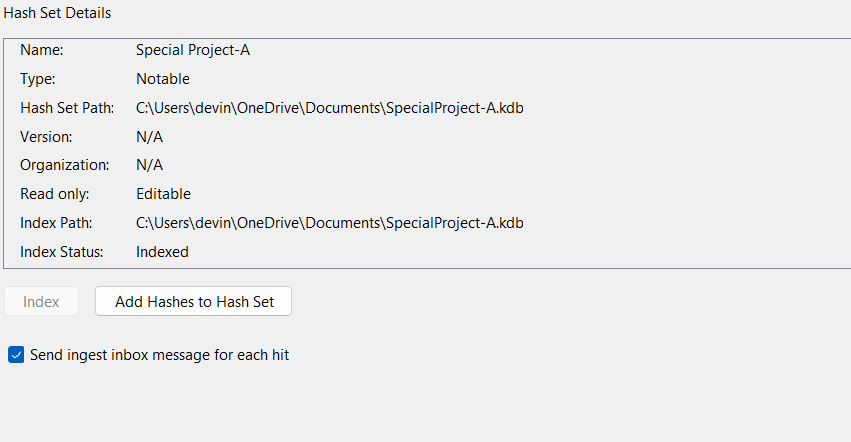 Hash Set Details
Name: Special Project-A
Type: Notable
Hash Set Path: C:\Users\devin\OneDrive\Documents\SpecialProject-A.kdb
Version: N/A
Organization: N/A
Read only: Editable
Index Path: C:\Users\devin\OneDrive\Documents\SpecialProject-A.kdb
Index Status: Indexed
Index Add Hashes to Hash Set
Send ingest inbox message for each hit